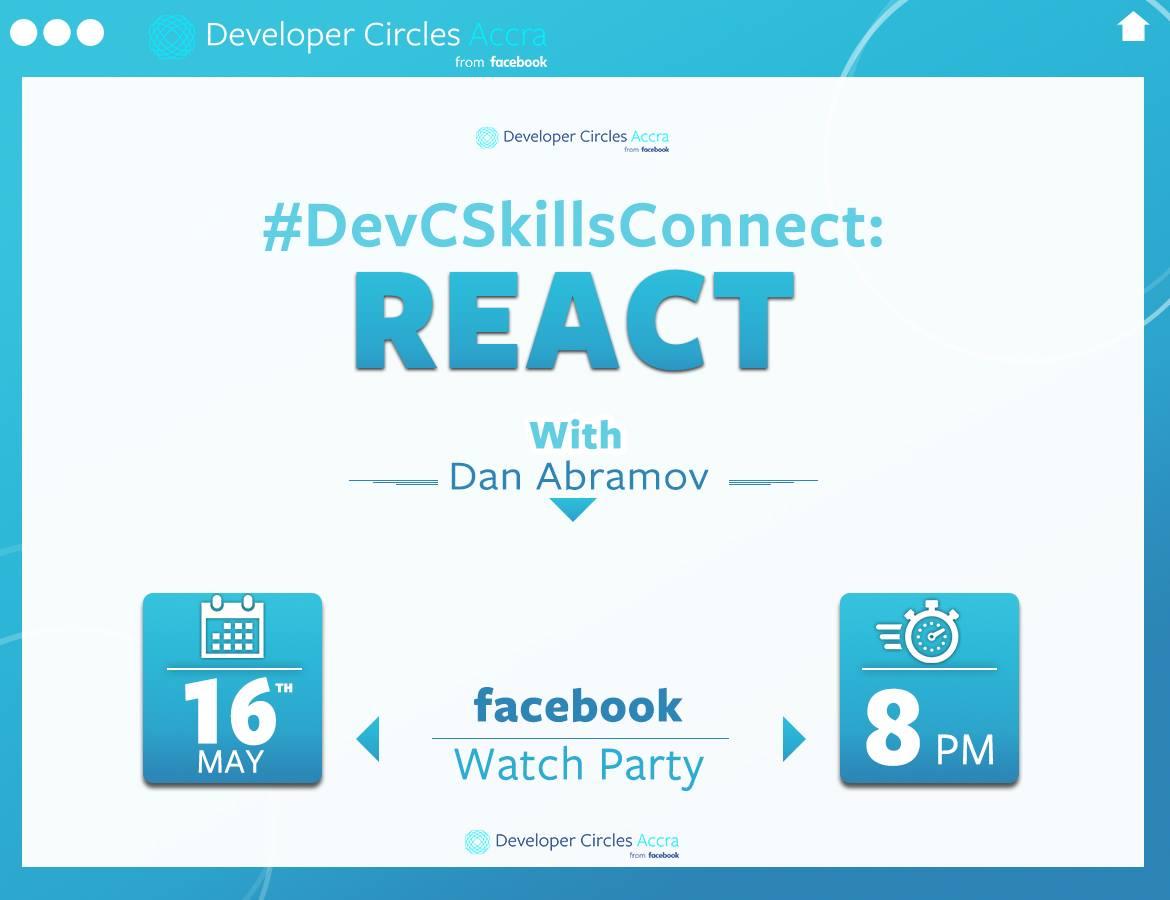 Developer Circles Accra
from facebook
Developer Circles Accra
from facebook
#DevCSkillsConnect:
REACT
With
Dan Abramov
16TH
MAY
facebook
Watch Party
8 PM
Developer Circles Accra
from facebook